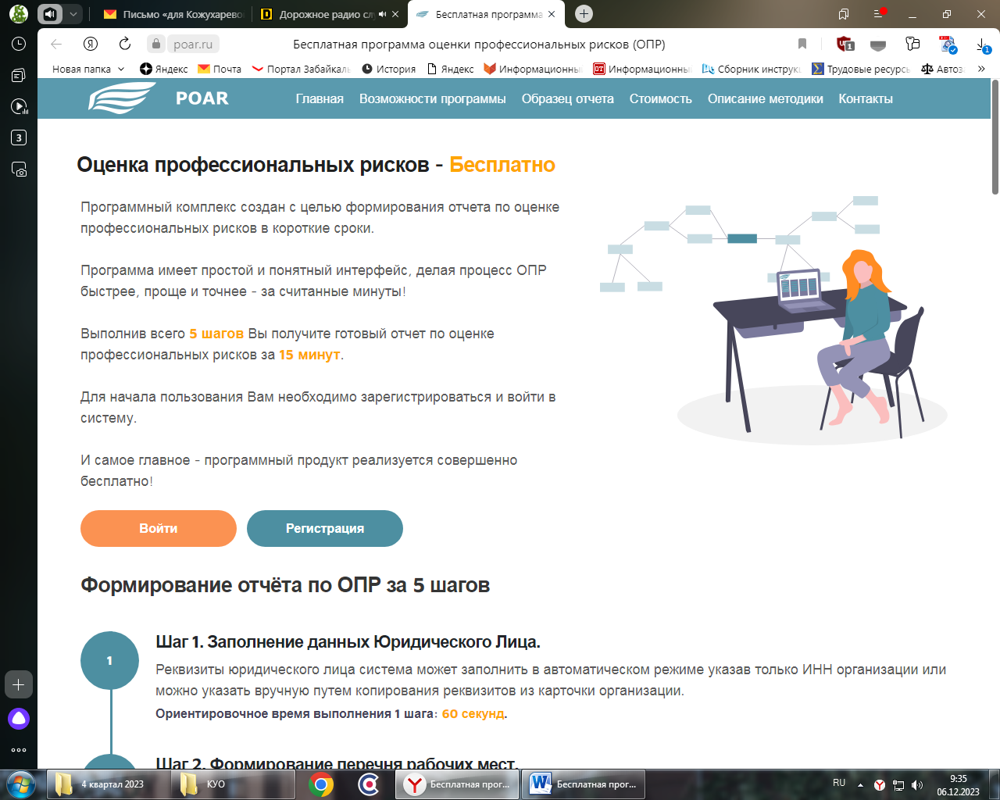 Письмо «для Кожухарево
Дорожное радио слу
Бесплатная программа
poar.ru
Бесплатная программа оценки профессиональных рисков (ОПР)
1
1
Новая папка
Яндекс
Почта
Портал Забайкаль
История
Яндекс
Информационны
Информационны
Сборник инструкц
Трудовые ресурсь
Автоза
3
POAR
Главная
Возможности программы
Образец отчета
Стоимость
Описание методики
Контакты
Оценка профессиональных рисков - Бесплатно
Программный комплекс создан с целью формирования отчета по оценке
профессиональных рисков в короткие сроки.
Программа имеет простой и понятный интерфейс, делая процесс ОПР
быстрее, проще и точнее - за считанные минуты!
Выполнив всего 5 шагов Вы получите готовый отчет по оценке
профессиональных рисков за 15 минут.
Для начала пользования Вам необходимо зарегистрироваться и войти в
систему.
И самое главное - программный продукт реализуется совершенно
бесплатно!
Войти
Регистрация
Формирование отчёта по ОПР за 5 шагов
1
Шаг 1. Заполнение данных Юридического Лица.
Реквизиты юридического лица система может заполнить в автоматическом режиме указав только ИНН организации или
можно указать вручную путем копирования реквизитов из карточки организации.
Ориентировочное время выполнения 1 шага: 60 секунд.
Шаг 2. Формирование перечня рабочих мест.
4 квартал 2023
КУО
Бесплатная прог...
Бесплатная прог...
RU
9:35
06.12.2023